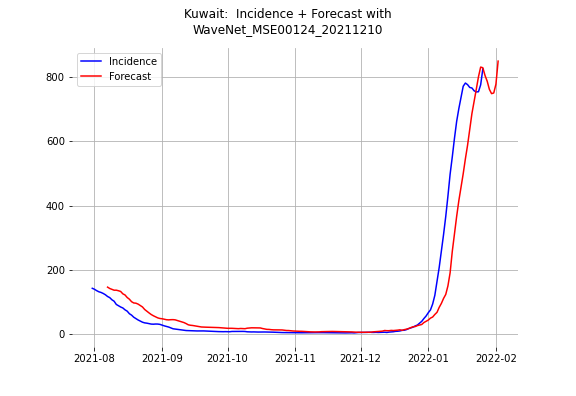 Kuwait:  Incidence + Forecast with
WaveNet_MSE00124_20211210
Incidence
Forecast
800
600
400
200
0
2021-08 2021-09 2021-10 2021-11 2021-12 2022-01 2022-02